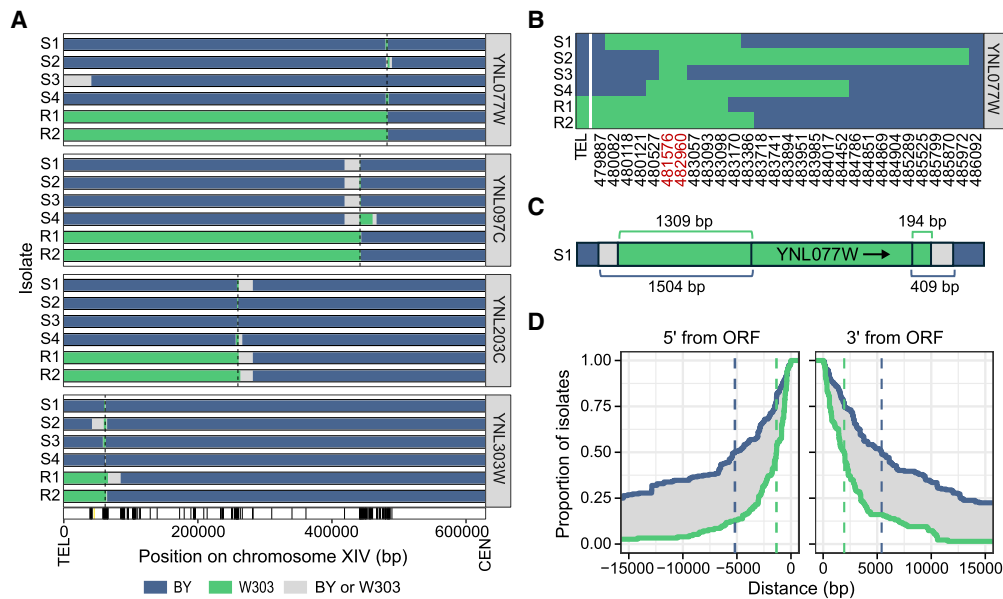 A
S1
S2
S3
S4
R1
R2
YNL077W
S1
S2
S3
S4
R1
R2
YNL097C
S1
S2
S3
S4
R1
R2
YNL203C
S1
S2
S3
S4
R1
R2
YNL303W
Isolate
0 200000 400000 600000
TEL Position on chromosome XIV (bp) CEN
BY W303 BY or W303
B
S1
S2
S3
S4
R1
R2
YNL077W
TEL 479887 480082 480118 480121 480527 481576 482960 483057 483093 483098 483170 483386 483718 483741 483894 483951 483985 484017 484452 484766 484851 484869 484904 485289 485525 485799 485870 485972 486092
C
1309 bp 194 bp
S1 YNL077W
1504 bp 409 bp
D
5' from ORF 3' from ORF
Proportion of isolates
1.00
0.75
0.50
0.25
0.00
−15000 −10000 −5000 0 0 5000 10000 15000
Distance (bp)